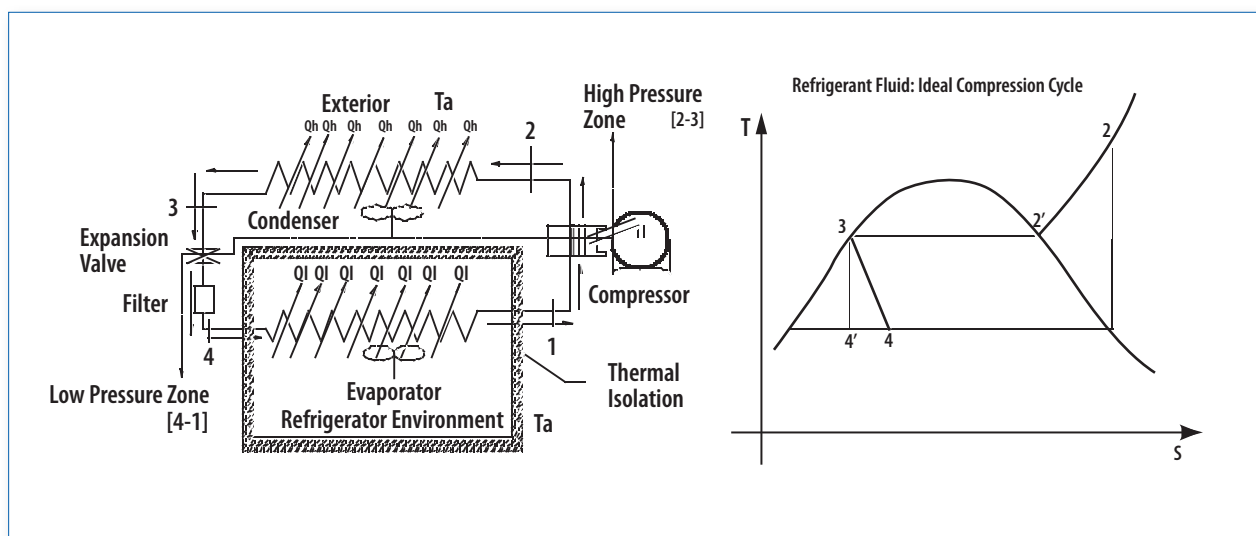 Exterior
Ta
Qh Qh Qh Qh Qh Qh Qh
2
High Pressure
Zone [2-3]
3
Condenser
Expansion
Valve
Filter
Ql Ql Ql Ql Ql Ql Ql
Compressor
4
1
Low Pressure Zone
[4-1]
Evaporator
Refrigerator Environment
Ta
Thermal
Isolation
Refrigerant Fluid: Ideal Compression Cycle
T
2
3
2’
4’
4
s